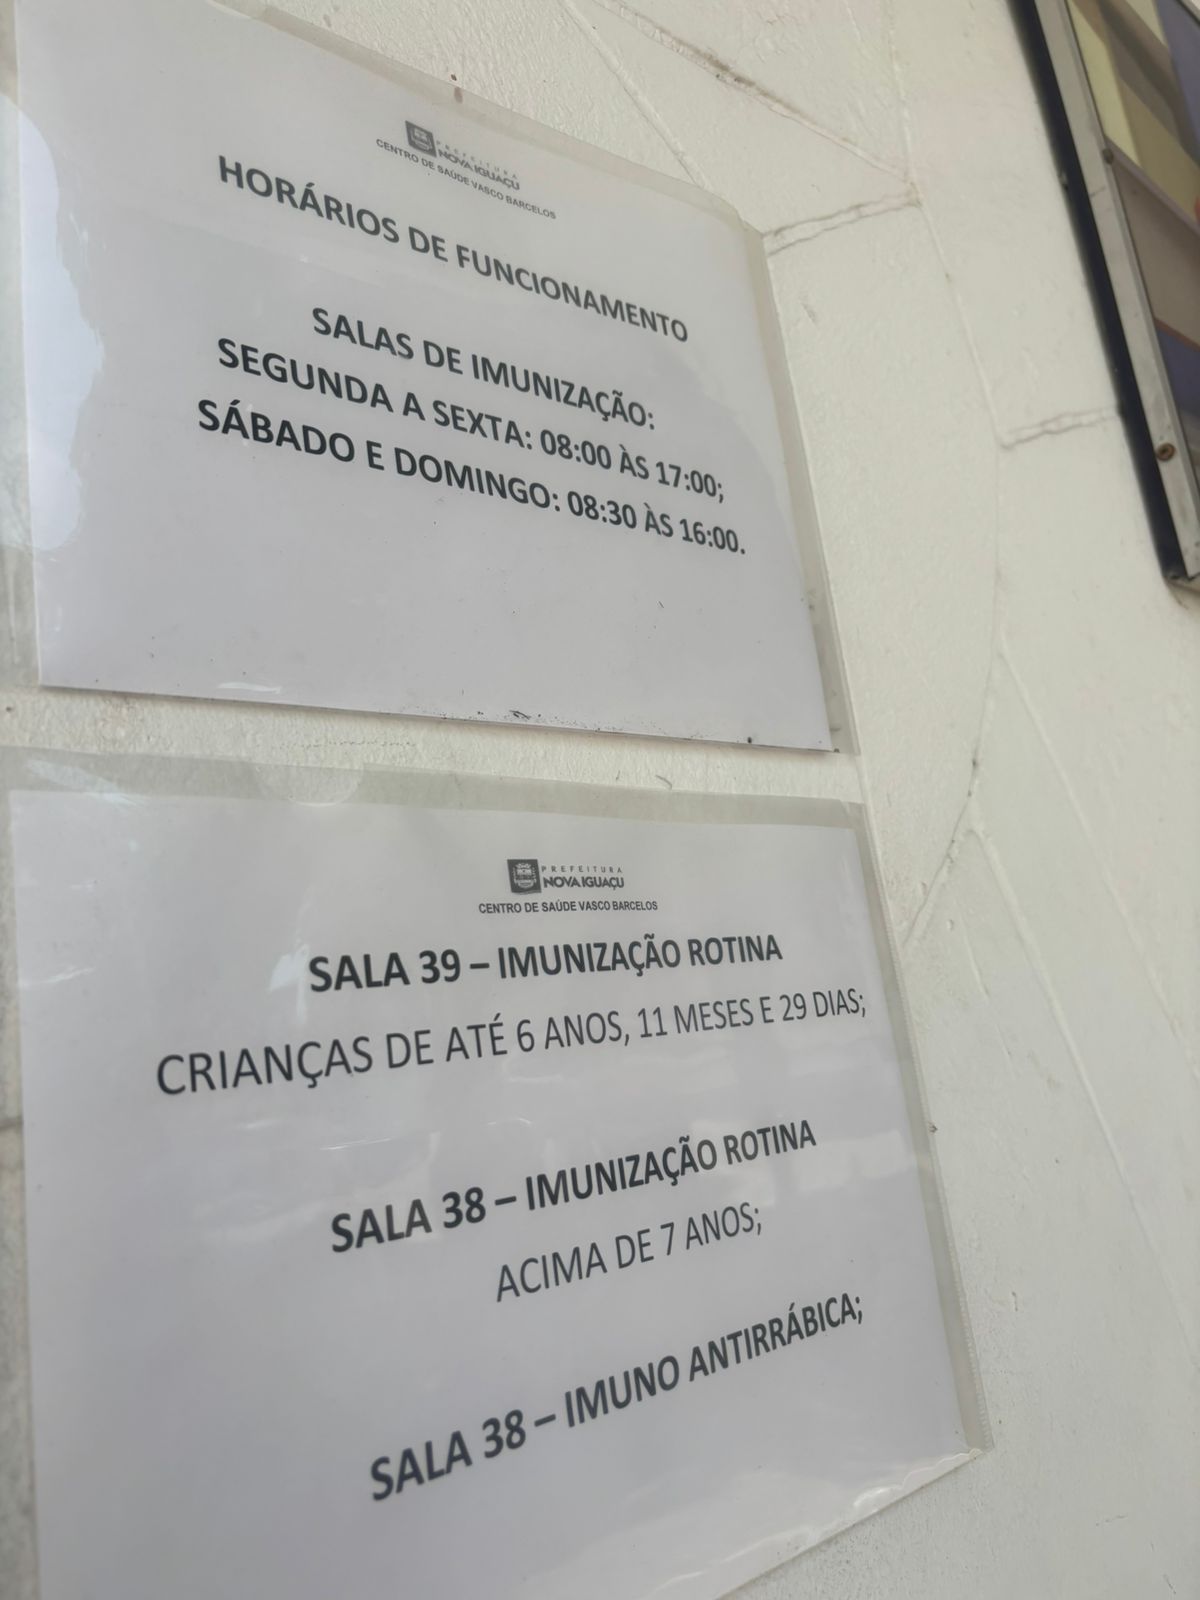 PREFEITURA
NOVA IGUAÇU
CENTRO DE SAÚDE VASCO BARCELOS
HORÁRIOS DE FUNCIONAMENTO
SALAS DE IMUNIZAÇÃO:
SEGUNDA A SEXTA: 08:00 ÀS 17:00;
SÁBADO E DOMINGO: 08:30 ÀS 16:00.
PREFEITURA
NOVA IGUAÇU
CENTRO DE SAÚDE VASCO BARCELOS
SALA 39 – IMUNIZAÇÃO ROTINA
CRIANÇAS DE ATÉ 6 ANOS, 11 MESES E 29 DIAS;
SALA 38 – IMUNIZAÇÃO ROTINA
ACIMA DE 7 ANOS;
SALA 38 – IMUNO ANTIRRÁBICA;